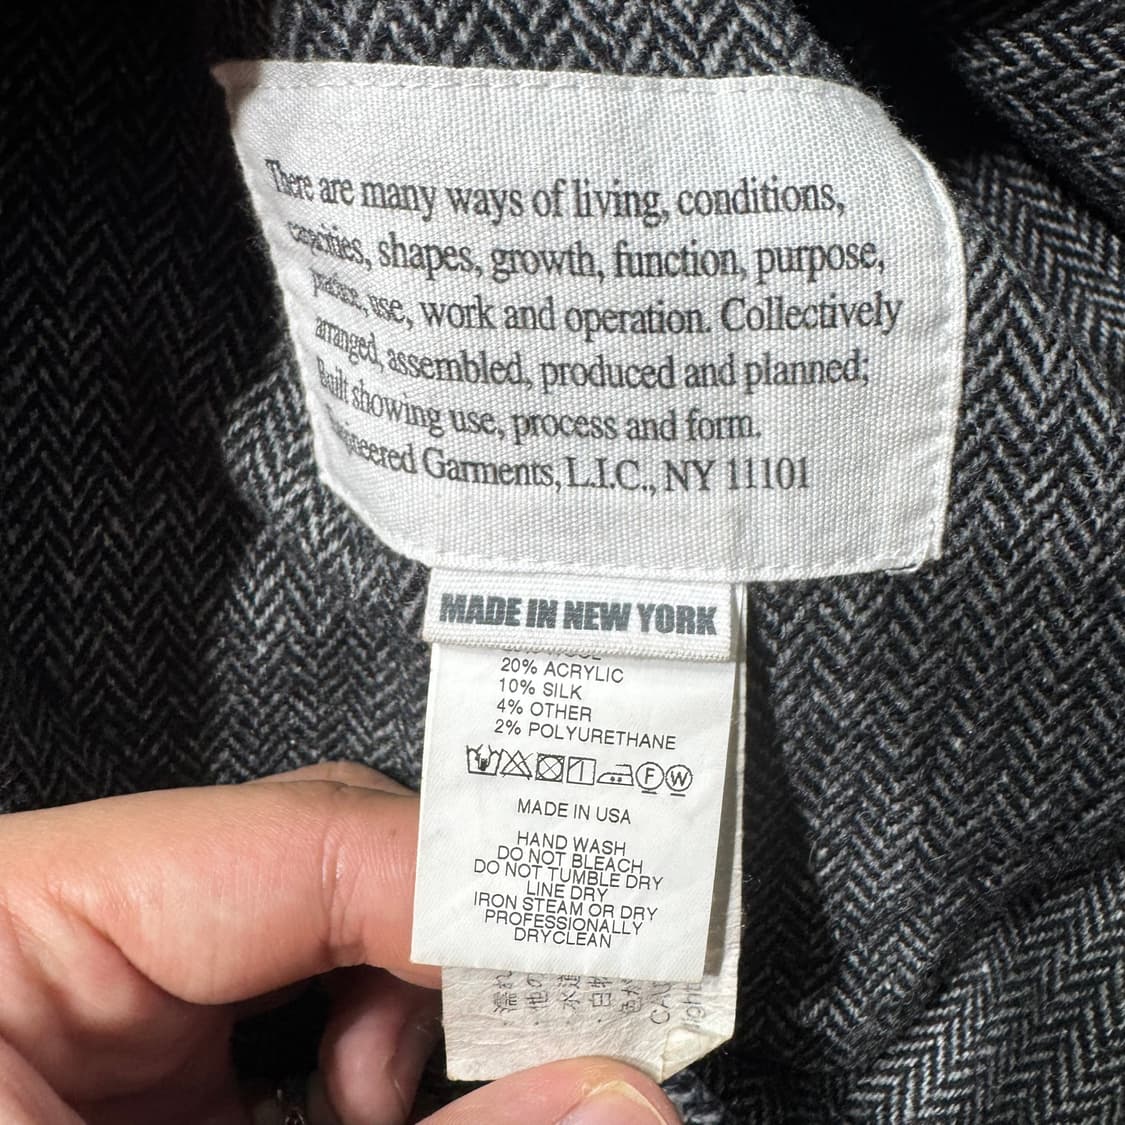 There are many ways of living, conditions,
capacities, shapes, growth, function, purpose,
use, work and operation. Collectively
arranged, assembled, produced and planned;
Built showing use, process and form.
Engineered Garments, L.I.C., NY 11101
MADE IN NEW YORK
20% ACRYLIC
10% SILK
4% OTHER
2% POLYURETHANE
F W
MADE IN USA
HAND WASH
DO NOT BLEACH
DO NOT TUMBLE DRY
LINE DRY
IRON STEAM OR DRY
PROFESSIONALLY
DRYCLEAN